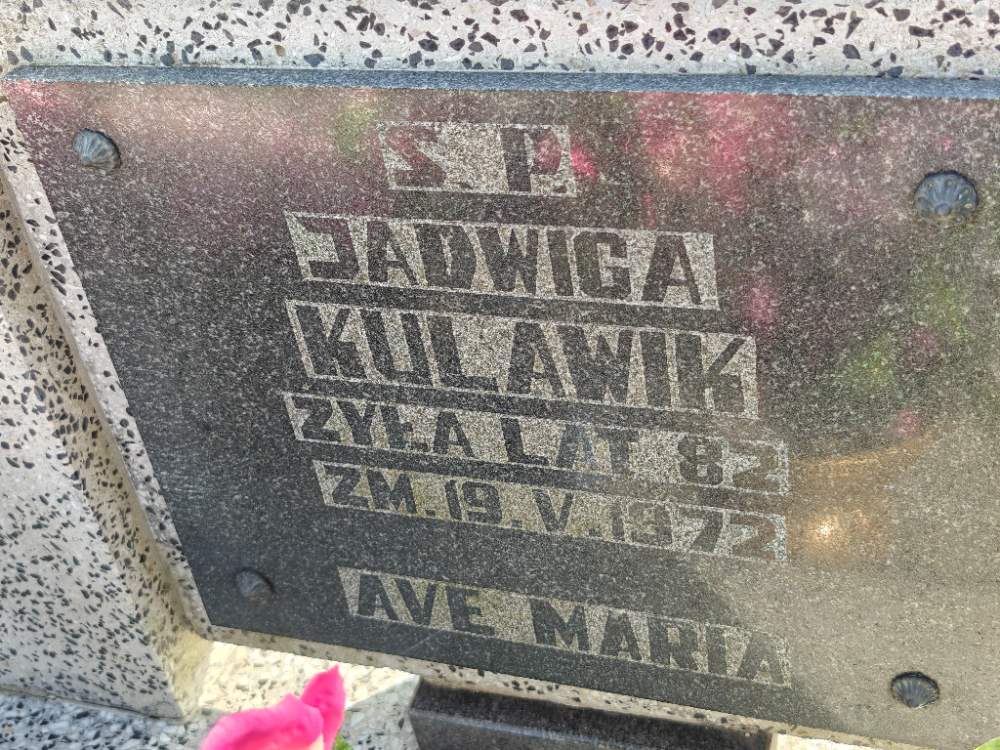 S. P.
JADWIGA
KULAWIK
ŻYŁA LAT 82
ZM. 19. V. 1972
AVE MARIA